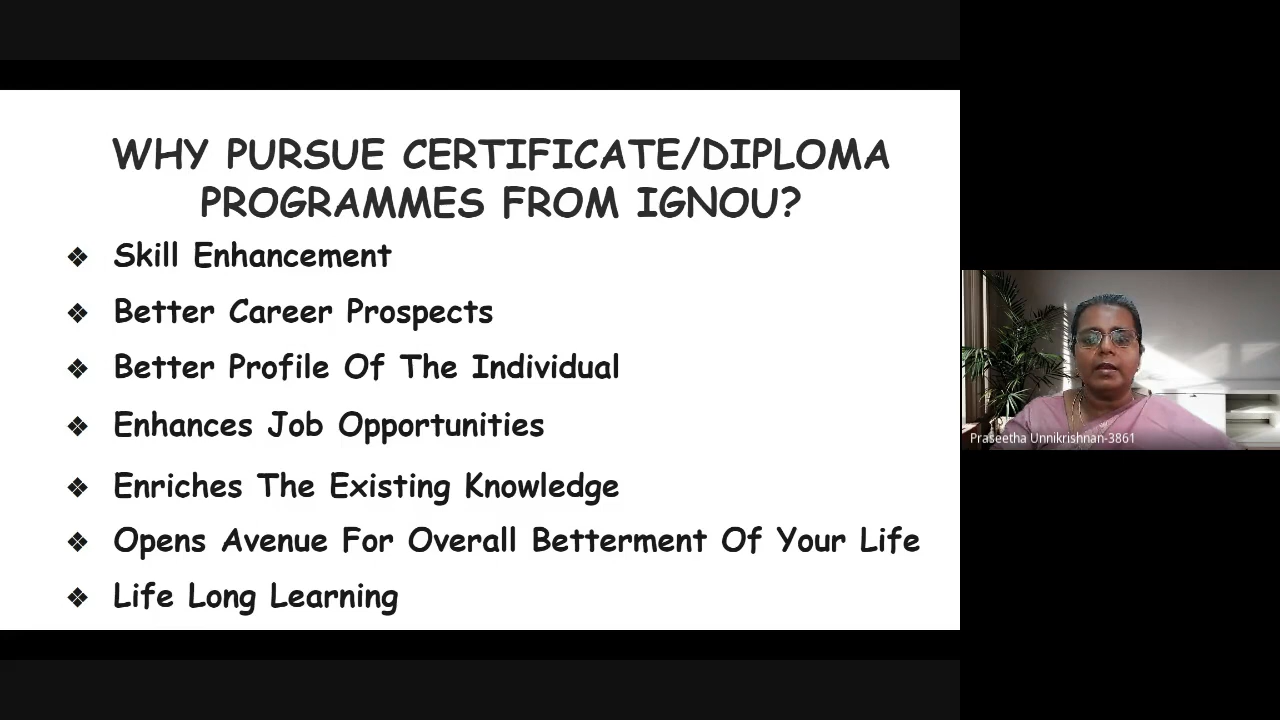 WHY PURSUE CERTIFICATE/DIPLOMA
PROGRAMMES FROM IGNOU?
❖ Skill Enhancement
❖ Better Career Prospects
❖ Better Profile Of The Individual
❖ Enhances Job Opportunities
❖ Enriches The Existing Knowledge
❖ Opens Avenue For Overall Betterment Of Your Life
❖ Life Long Learning
Praseetha Unnikrishnan-3861